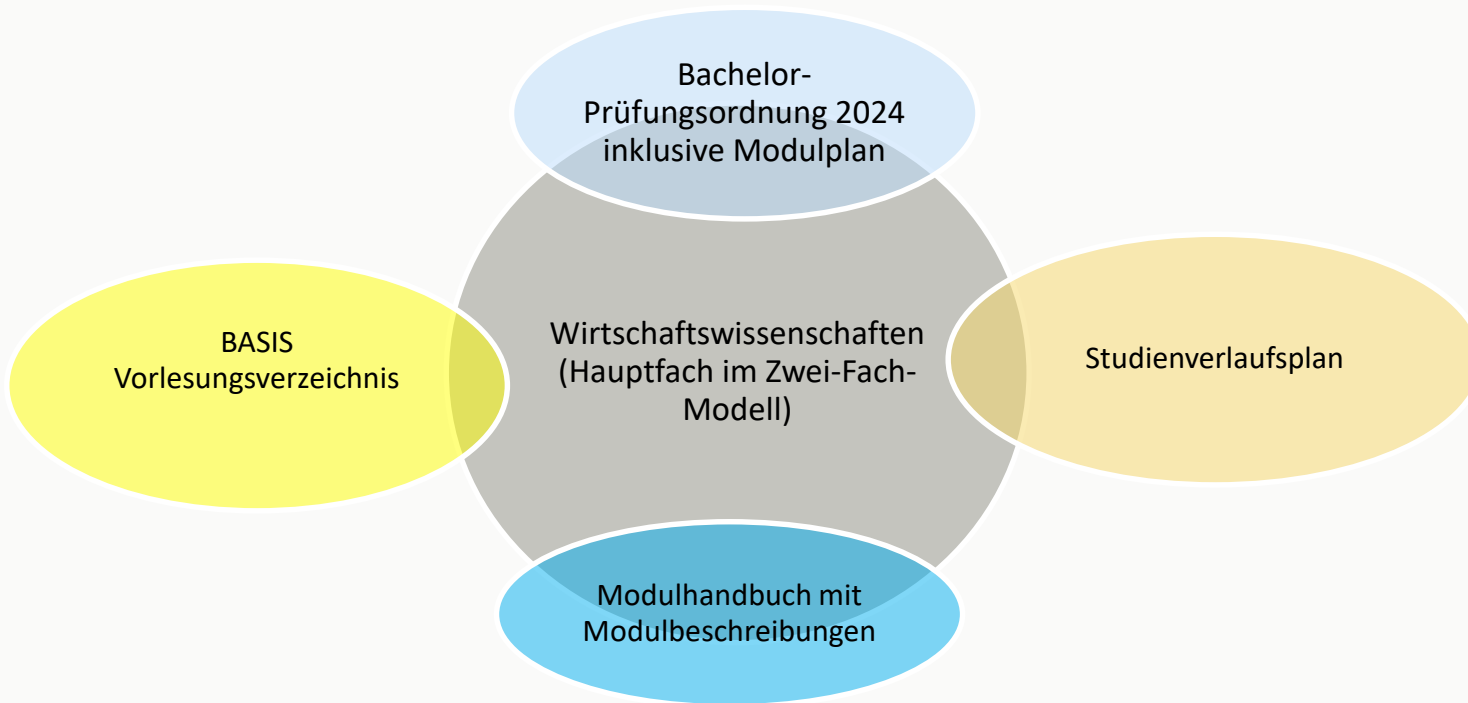 Bachelor-
Prüfungsordnung 2024
inklusive Modulplan
BASIS
Vorlesungsverzeichnis
Wirtschaftswissenschaften
(Hauptfach im Zwei-Fach-
Modell)
Studienverlaufsplan
Modulhandbuch mit
Modulbeschreibungen